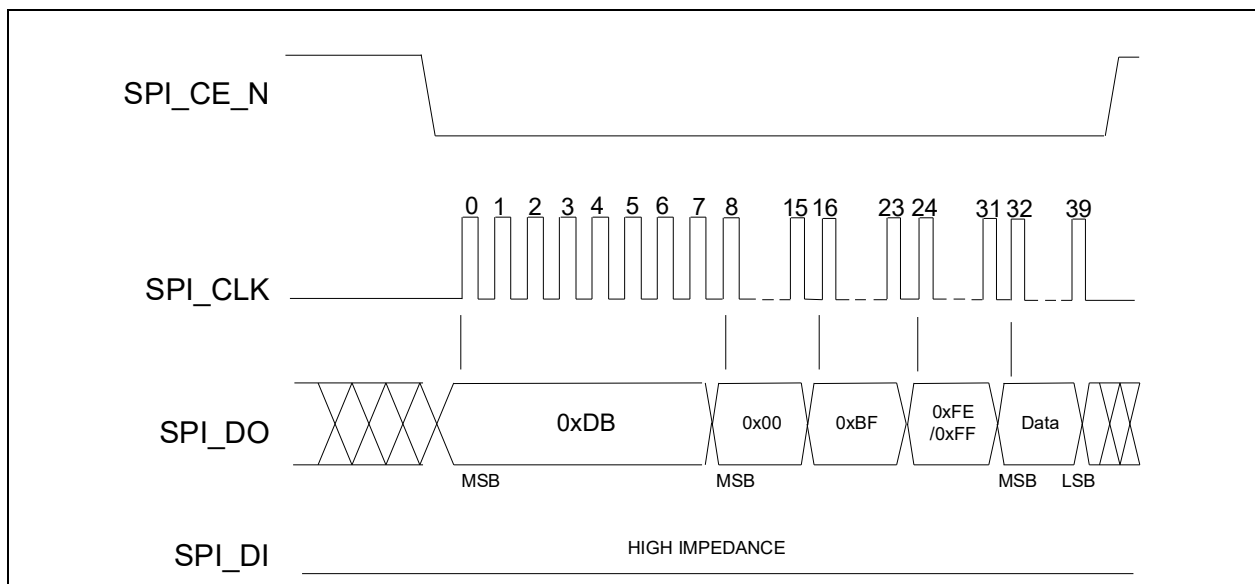 SPI_CE_N
0 1 2 3 4 5 6 7 8 15 16 23 24 31 32 39
SPI_CLK
SPI_DO
0xDB 0x00 0xBF 0xFE
/0xFF Data
MSB MSB MSB LSB
SPI_DI
HIGH IMPEDANCE